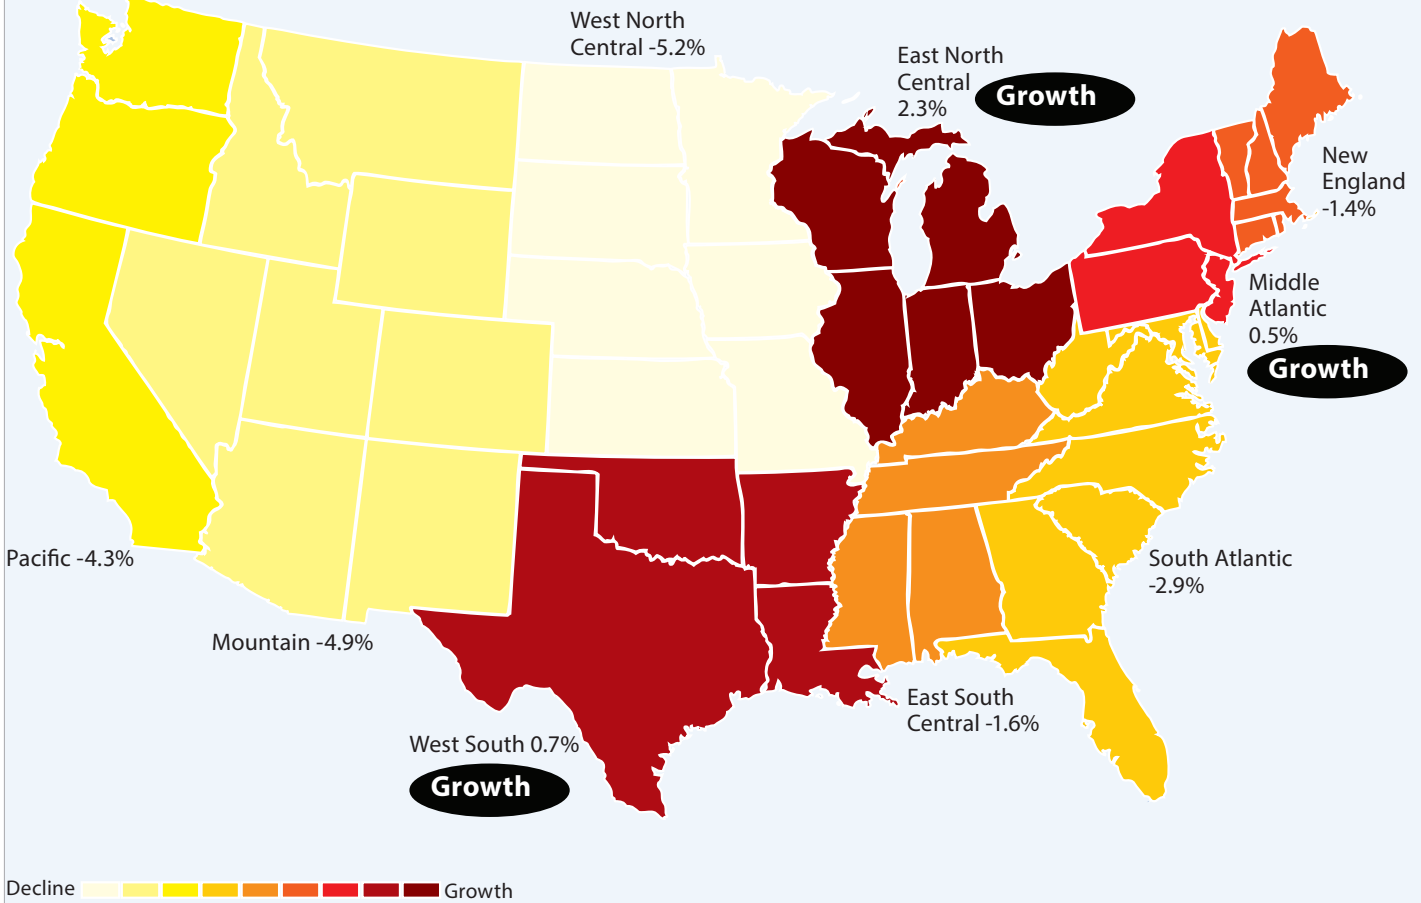 West North
Central -5.2%
East North
Central
2.3%
Growth
New
England
-1.4%
Middle
Atlantic
0.5%
Growth
Pacific -4.3%
South Atlantic
-2.9%
Mountain -4.9%
East South
Central -1.6%
West South 0.7%
Growth
Decline
Growth